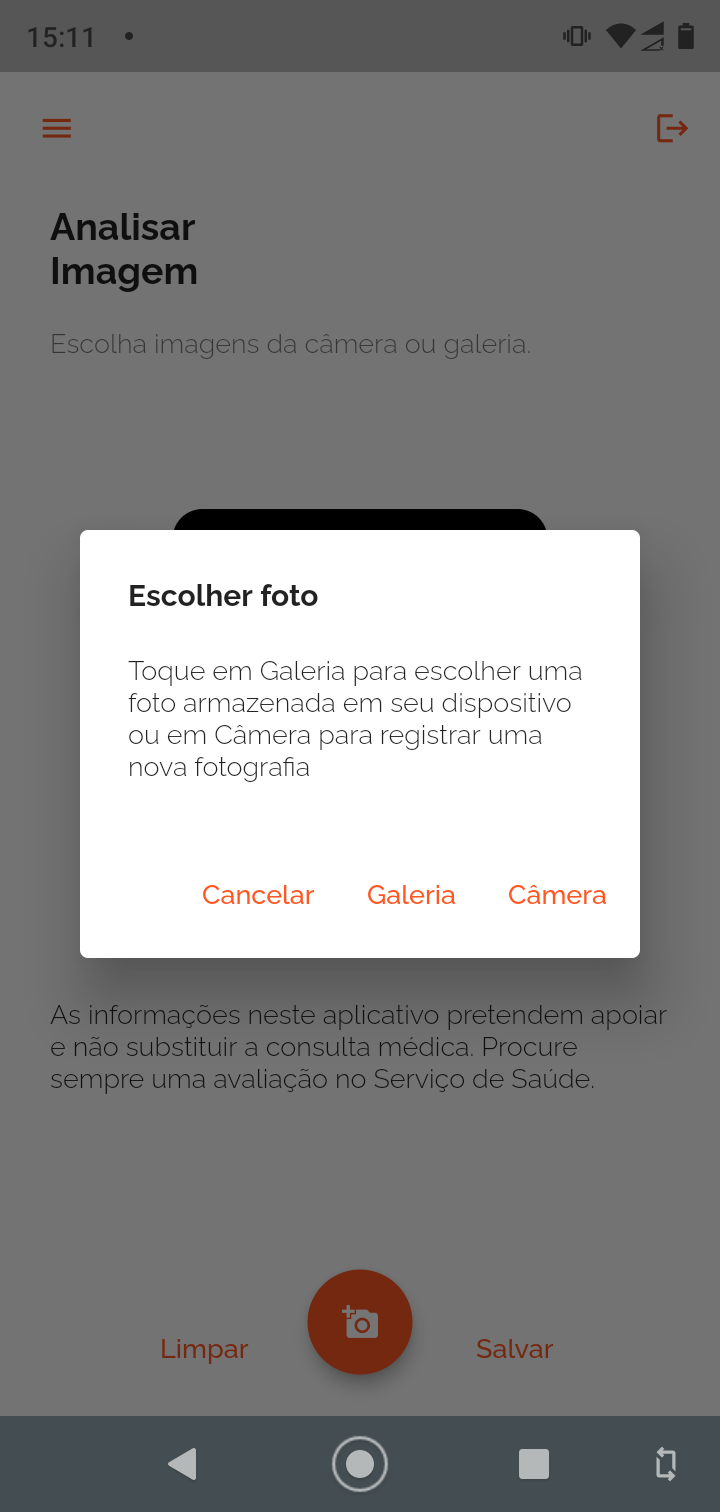 15:11
Analisar
Imagem
Escolha imagens da câmera ou galeria.
Escolher foto
Toque em Galeria para escolher uma
foto armazenada em seu dispositivo
ou em Câmera para registrar uma
nova fotografia
Cancelar Galeria Câmera
As informações neste aplicativo pretendem apoiar
e não substituir a consulta médica. Procure
sempre uma avaliação no Serviço de Saúde.
Limpar Salvar